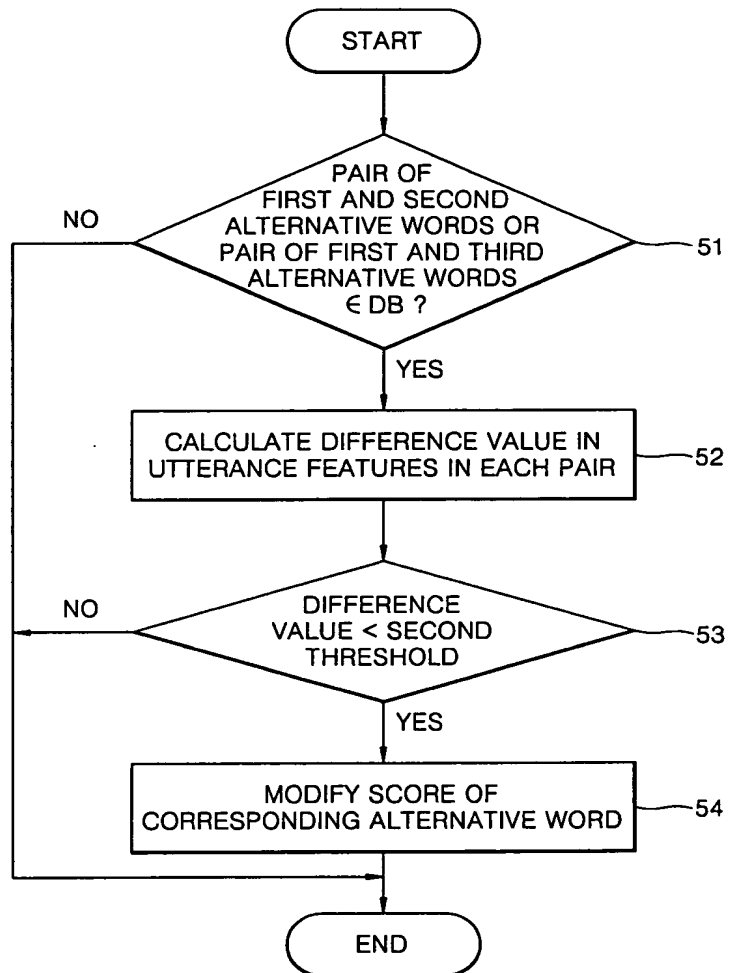 START
PAIR OF
FIRST AND SECOND
ALTERNATIVE WORDS OR
PAIR OF FIRST AND THIRD
ALTERNATIVE WORDS
∈ DB ?
NO
51
YES
CALCULATE DIFFERENCE VALUE IN
UTTERANCE FEATURES IN EACH PAIR
52
DIFFERENCE
VALUE < SECOND
THRESHOLD
NO
53
YES
MODIFY SCORE OF
CORRESPONDING ALTERNATIVE WORD
54
END